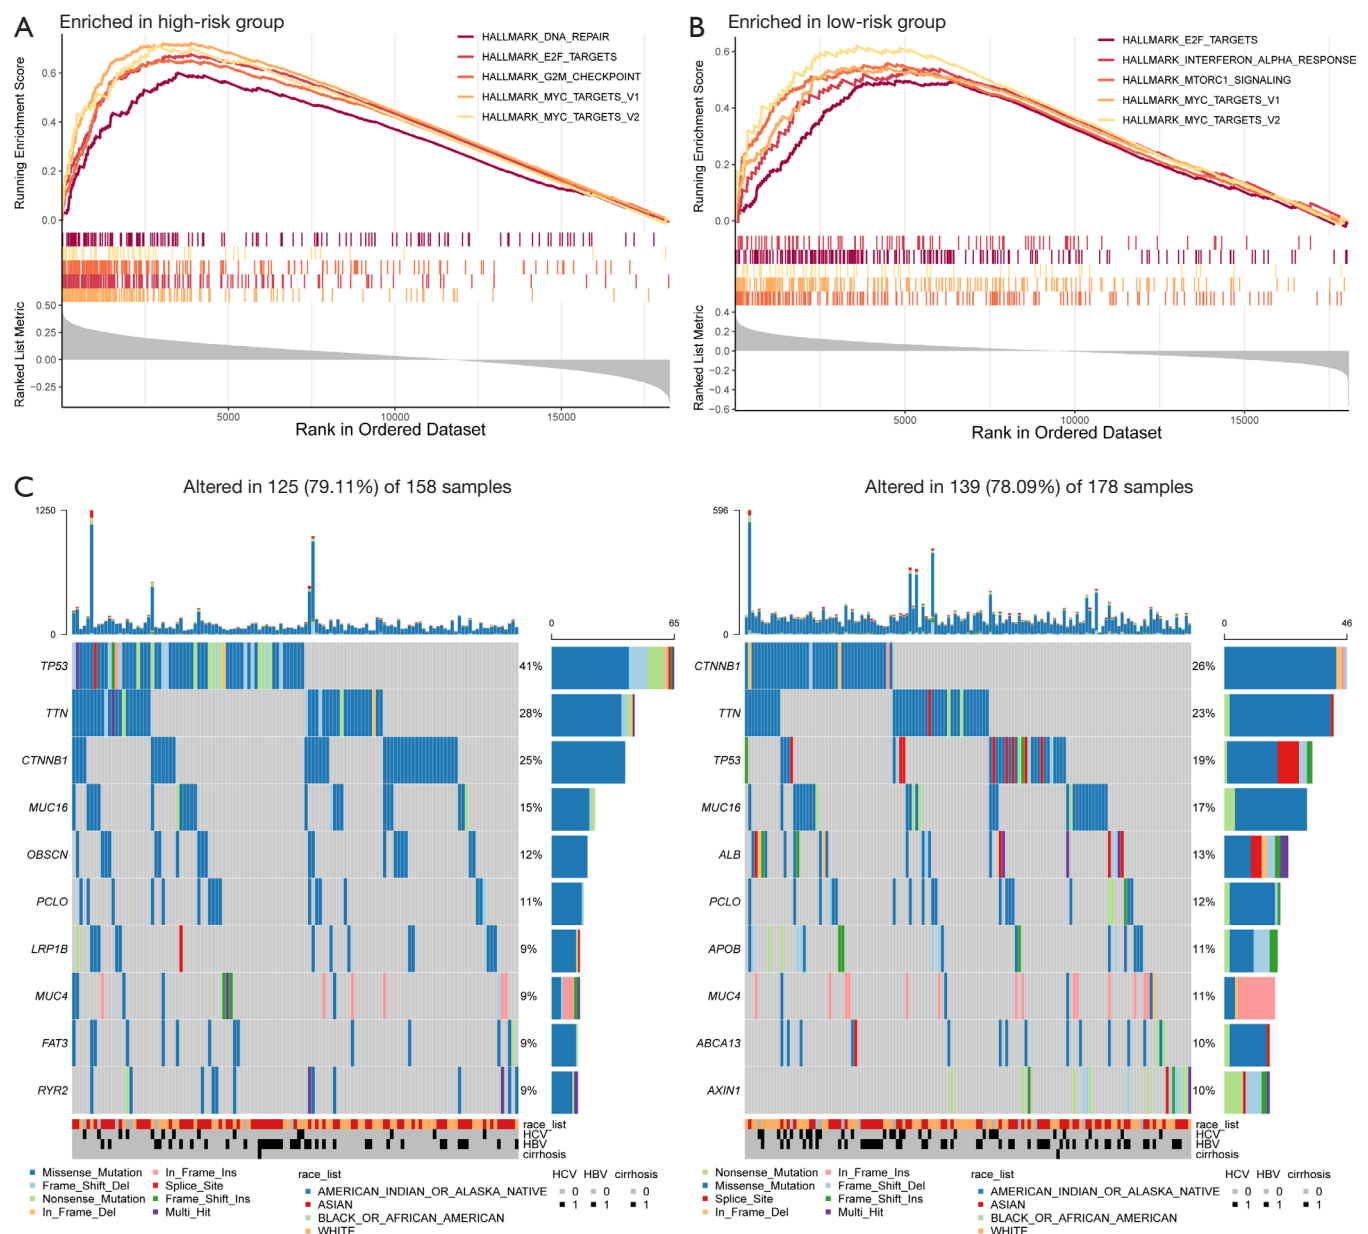 A Enriched in high-risk group
HALLMARK_DNA_REPAIR
HALLMARK_E2F_TARGETS
HALLMARK_G2M_CHECKPOINT
HALLMARK_MYC_TARGETS_V1
HALLMARK_MYC_TARGETS_V2
Running Enrichment Score
0.6
0.4
0.2
0.0
Ranked List Metric
0.50
0.25
0.00
−0.25
5000 10000 15000
Rank in Ordered Dataset
B Enriched in low-risk group
HALLMARK_E2F_TARGETS
HALLMARK_INTERFERON_ALPHA_RESPONSE
HALLMARK_MTORC1_SIGNALING
HALLMARK_MYC_TARGETS_V1
HALLMARK_MYC_TARGETS_V2
Running Enrichment Score
0.6
0.4
0.2
0.0
Ranked List Metric
0.4
0.2
0.0
−0.2
−0.4
−0.6
5000 10000 15000
Rank in Ordered Dataset
C
Altered in 125 (79.11%) of 158 samples
1250
0
0 65
TP53 41%
TTN 28%
CTNNB1 25%
MUC16 15%
OBSCN 12%
PCLO 11%
LRP1B 9%
MUC4 9%
FAT3 9%
RYR2 9%
race_list
HCV
HBV
cirrhosis
Missense_Mutation
Frame_Shift_Del
Nonsense_Mutation
In_Frame_Del
In_Frame_Ins
Splice_Site
Frame_Shift_Ins
Multi_Hit
race_list
AMERICAN_INDIAN_OR_ALASKA_NATIVE
ASIAN
BLACK_OR_AFRICAN_AMERICAN
WHITE
HCV HBV cirrhosis
0 0 0
1 1 1
Altered in 139 (78.09%) of 178 samples
596
0
0 46
CTNNB1 26%
TTN 23%
TP53 19%
MUC16 17%
ALB 13%
PCLO 12%
APOB 11%
MUC4 11%
ABCA13 10%
AXIN1 10%
race_list
HCV
HBV
cirrhosis
Nonsense_Mutation
Missense_Mutation
Splice_Site
In_Frame_Del
In_Frame_Ins
Frame_Shift_Del
Frame_Shift_Ins
Multi_Hit
race_list
AMERICAN_INDIAN_OR_ALASKA_NATIVE
ASIAN
BLACK_OR_AFRICAN_AMERICAN
WHITE
HCV HBV cirrhosis
0 0 0
1 1 1